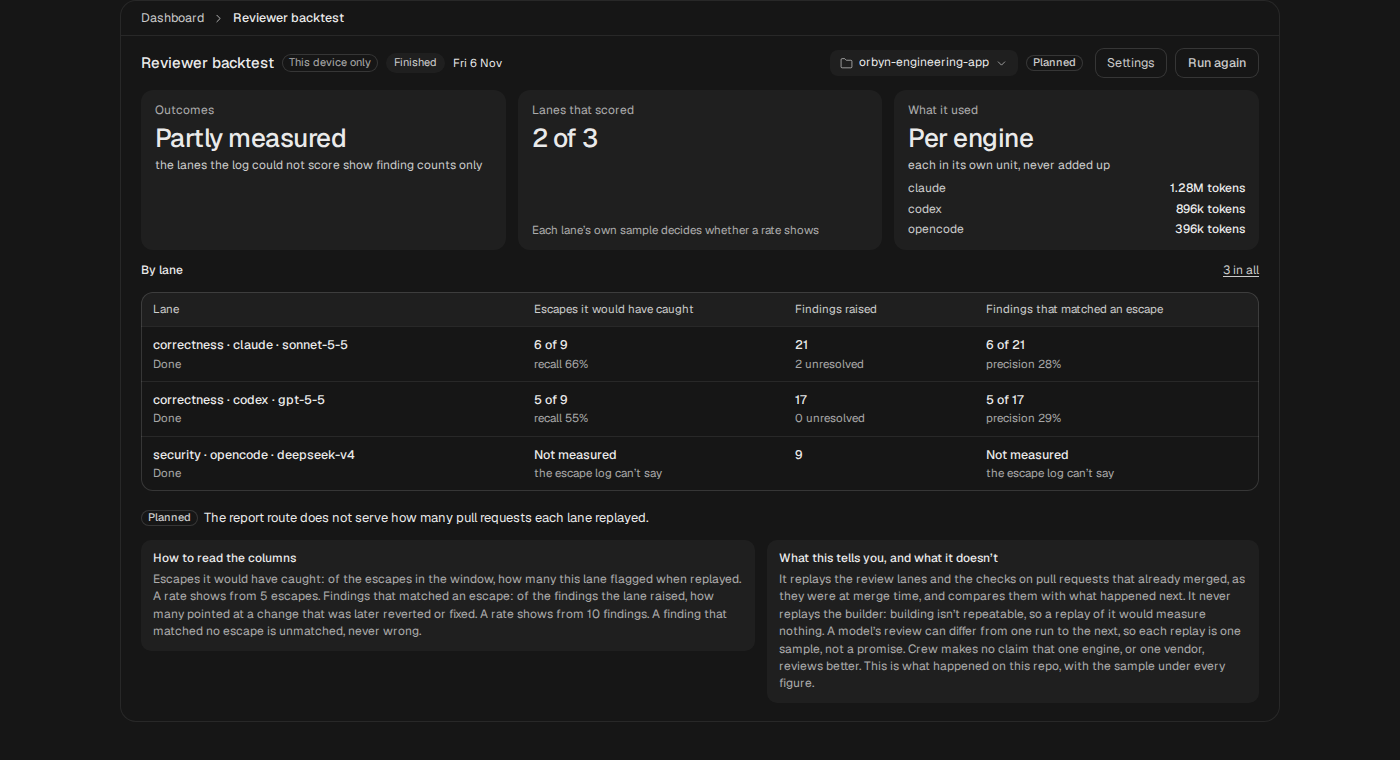 Dashboard > Reviewer backtest
Reviewer backtest This device only Finished Fri 6 Nov orbyn-engineering-app Planned Settings Run again
Outcomes
Partly measured
the lanes the log could not score show finding counts only
Lanes that scored
2 of 3
Each lane's own sample decides whether a rate shows
What it used
Per engine
each in its own unit, never added up
claude 1.28M tokens
codex 896k tokens
opencode 396k tokens
By lane 3 in all
Lane Escapes it would have caught Findings raised Findings that matched an escape
correctness · claude · sonnet-5-5 6 of 9 21 6 of 21
Done recall 66% 2 unresolved precision 28%
correctness · codex · gpt-5-5 5 of 9 17 5 of 17
Done recall 55% 0 unresolved precision 29%
security · opencode · deepseek-v4 Not measured 9 Not measured
Done the escape log can't say the escape log can't say
Planned The report route does not serve how many pull requests each lane replayed.
How to read the columns
Escapes it would have caught: of the escapes in the window, how many this lane flagged when replayed.
A rate shows from 5 escapes. Findings that matched an escape: of the findings the lane raised, how
many pointed at a change that was later reverted or fixed. A rate shows from 10 findings. A finding that
matched no escape is unmatched, never wrong.
What this tells you, and what it doesn't
It replays the review lanes and the checks on pull requests that already merged, as
they were at merge time, and compares them with what happened next. It never
replays the builder: building isn't repeatable, so a replay of it would measure
nothing. A model's review can differ from one run to the next, so each replay is one
sample, not a promise. Crew makes no claim that one engine, or one vendor,
reviews better. This is what happened on this repo, with the sample under every
figure.